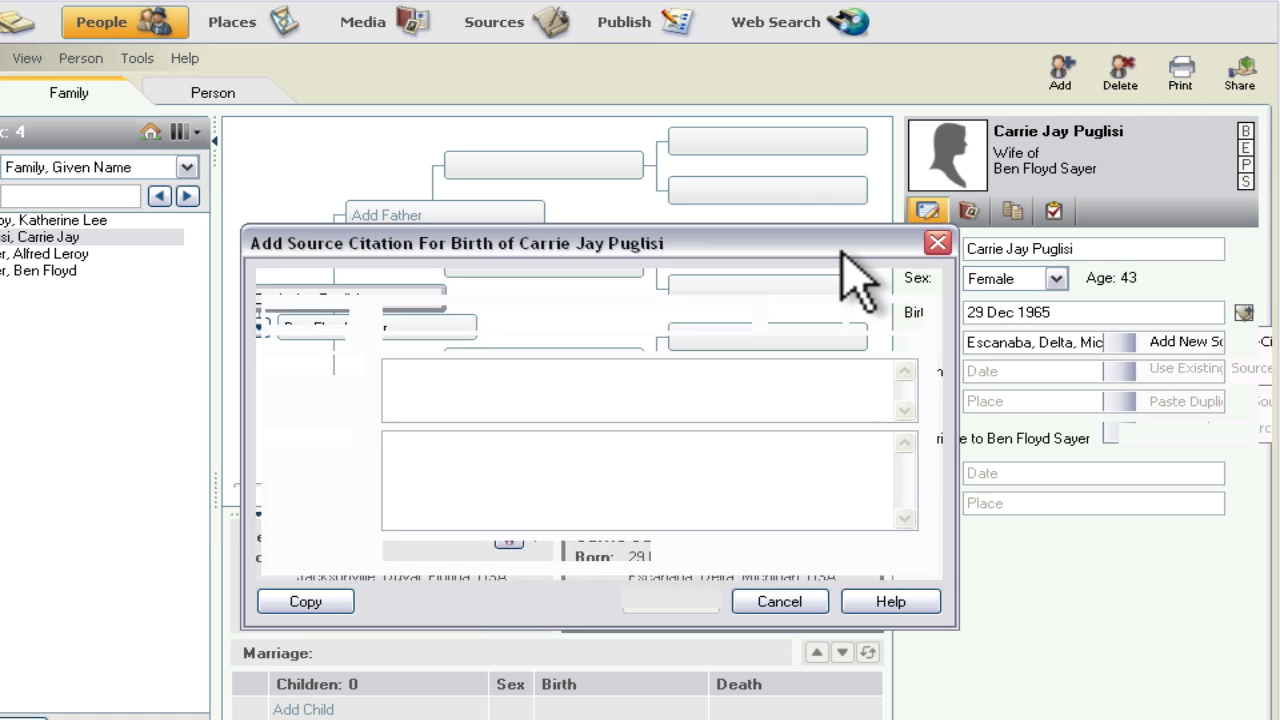 People Places Media Sources Publish Web Search
View Person Tools Help
Add Delete Print Share
Family Person
: 4
Family, Given Name
Katherine Lee
Carrie Jay
Alfred Leroy
Ben Floyd
Add Father
Carrie Jay Puglisi
Wife of
Ben Floyd Sayer
B
E
P
S
Add Source Citation For Birth of Carrie Jay Puglisi
Carrie Jay Puglisi
Sex: Female Age: 43
29 Dec 1965
Escanaba, Delta, Mic
Add New
Date
Use Existing Source
Place
Paste
to Ben Floyd Sayer
Date
Place
Born: 29
Copy Cancel Help
Marriage:
Children: 0 Sex Birth Death
Add Child